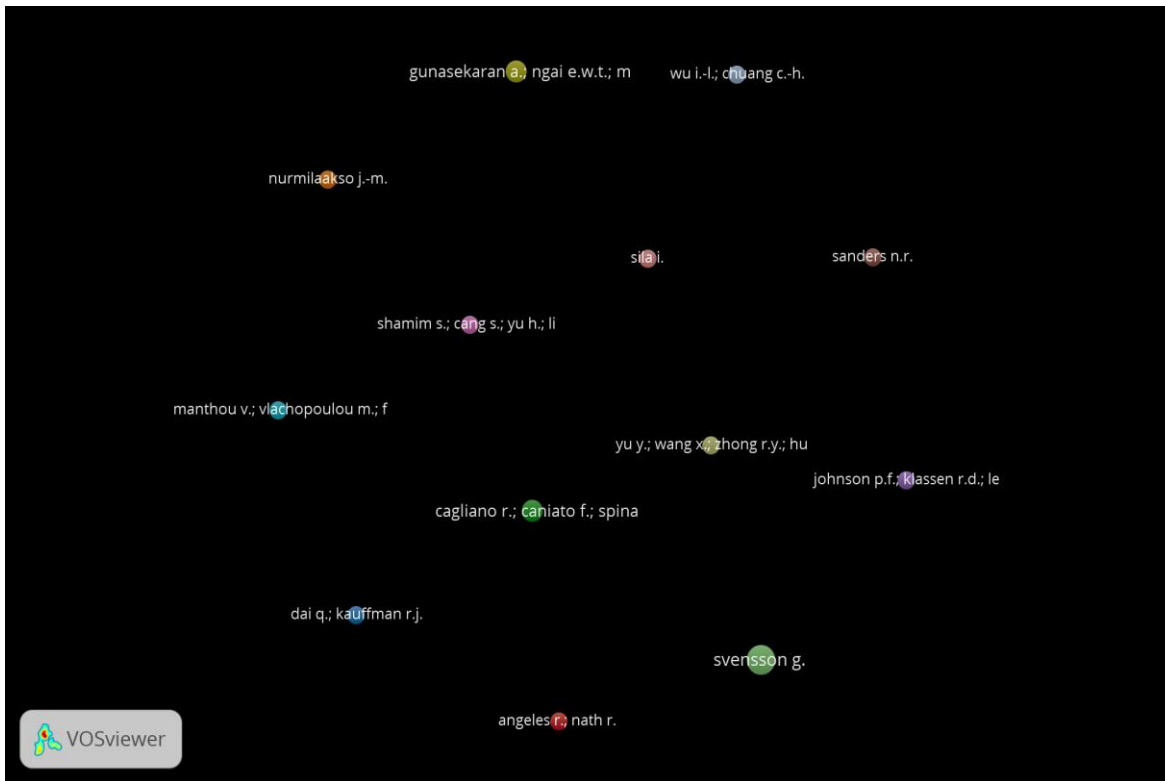 gunasekaran a.; ngai e.w.t.; m
wu i.-l.; chuang c.-h.
nurmilaakso j.-m.
sila i.
sanders n.r.
shamim s.; cang s.; yu h.; li
manthou v.; vlachopoulou m.; f
yu y.; wang x.; zhong r.y.; hu
johnson p.f.; klassen r.d.; le
cagliano r.; caniato f.; spina
dai q.; kauffman r.j.
svensson g.
angeles r.; nath r.
VOSviewer